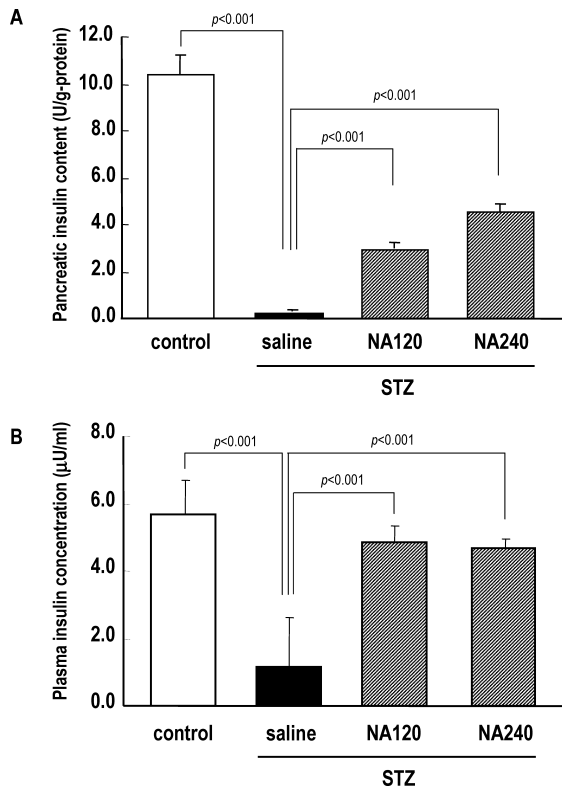 A
Pancreatic insulin content (U/g-protein)
12.0
10.0
8.0
6.0
4.0
2.0
0.0
p<0.001
p<0.001
p<0.001
control
saline
NA120
NA240
STZ
B
Plasma insulin concentration (µU/ml)
8.0
6.0
4.0
2.0
0.0
p<0.001
p<0.001
p<0.001
control
saline
NA120
NA240
STZ